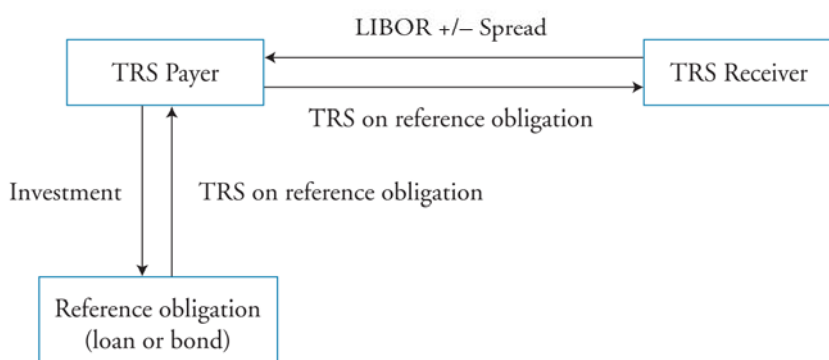 LIBOR +/– Spread
TRS Payer
TRS Receiver
TRS on reference obligation
Investment
TRS on reference obligation
Reference obligation
(loan or bond)